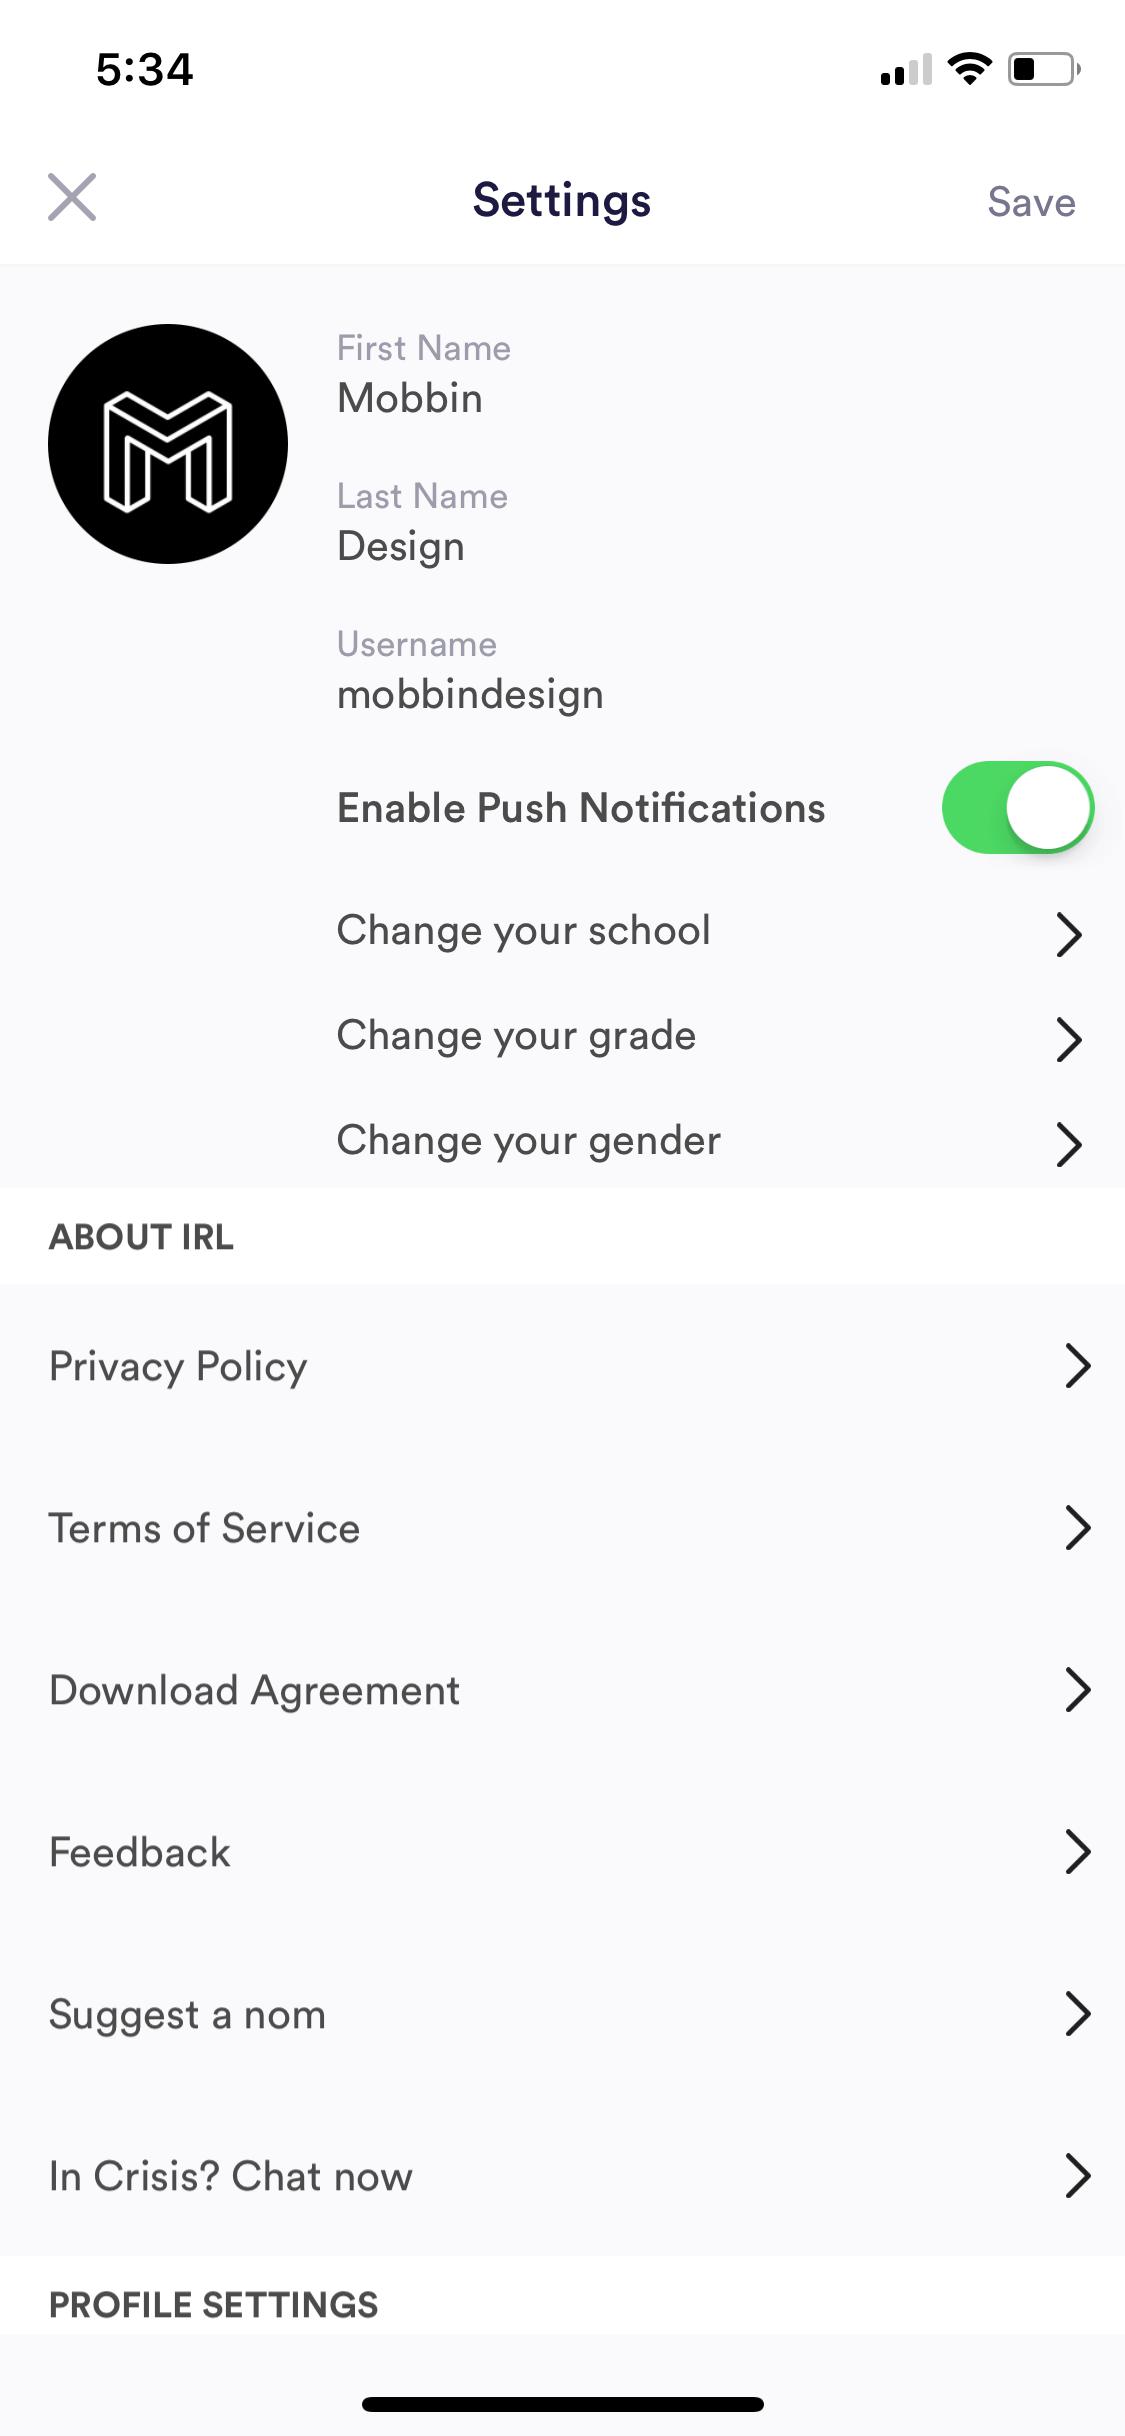 5:34
Settings
Save
First Name
Mobbin
Last Name
Design
Username
mobbindesign
Enable Push Notifications
Change your school
Change your grade
Change your gender
ABOUT IRL
Privacy Policy
Terms of Service
Download Agreement
Feedback
Suggest a nom
In Crisis? Chat now
PROFILE SETTINGS